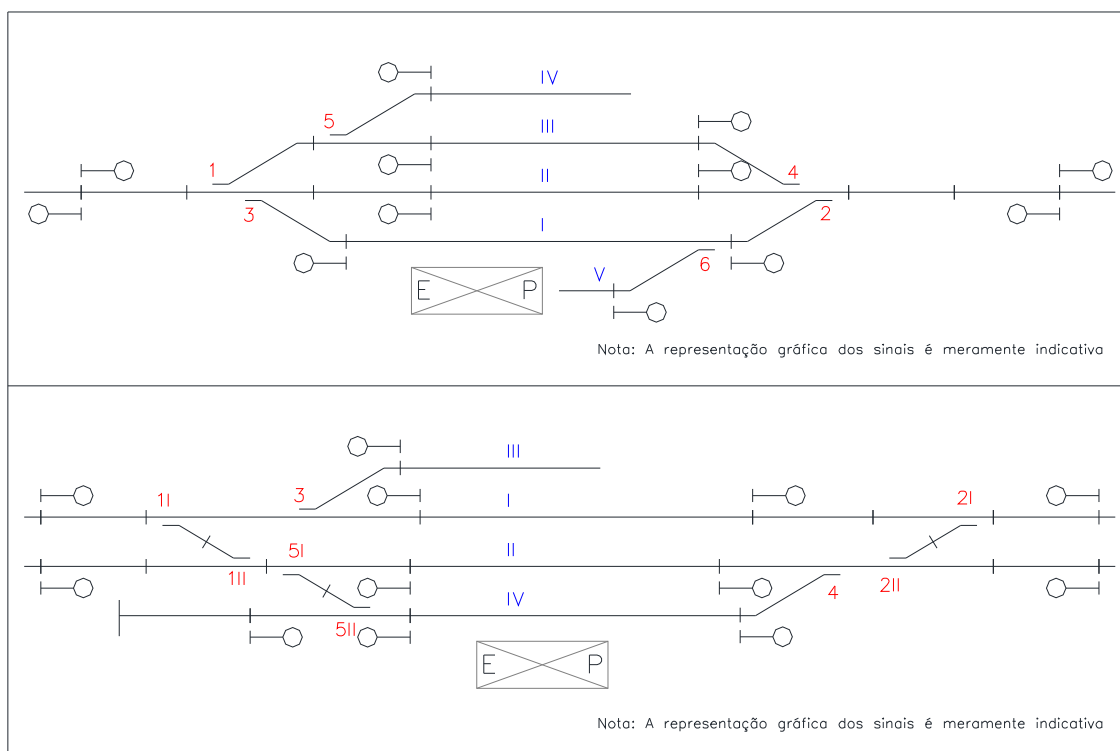 IV
5
III
1
4
II
3
2
I
6
V
E P
Nota: A representação gráfica dos sinais é meramente indicativa
III
3
1I
I
2I
5I
II
1II
2II
4
IV
5II
E P
Nota: A representação gráfica dos sinais é meramente indicativa